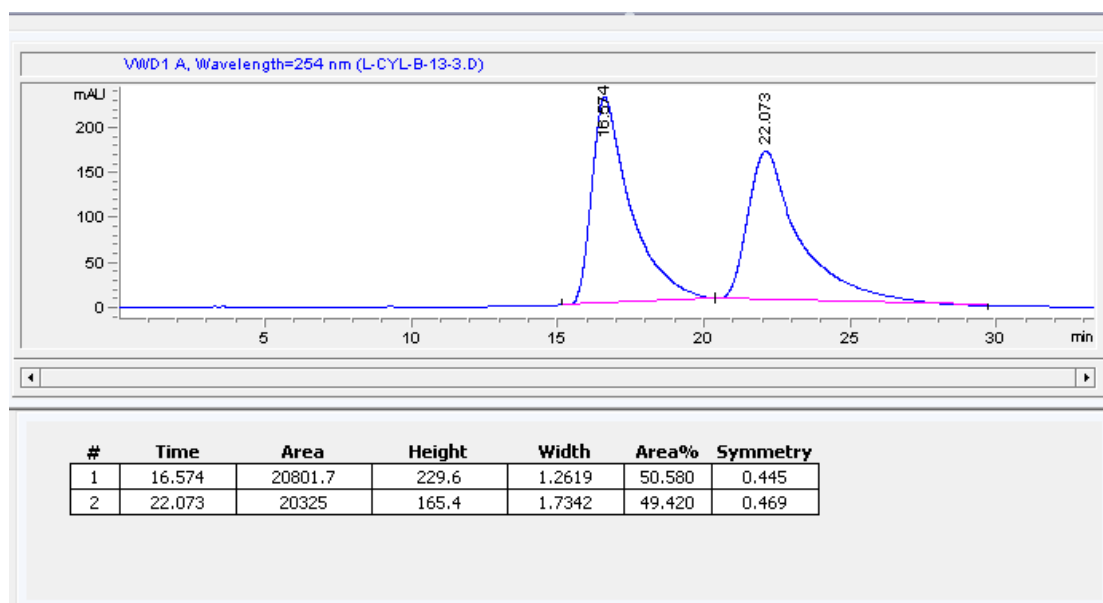 VWD1 A, Wavelength=254 nm (L-CYL-B-13-3.D)
mAU
200
150
100
50
0
16.574
22.073
5 10 15 20 25 30 min
# Time Area Height Width Area% Symmetry
1 16.574 20801.7 229.6 1.2619 50.580 0.445
2 22.073 20325 165.4 1.7342 49.420 0.469